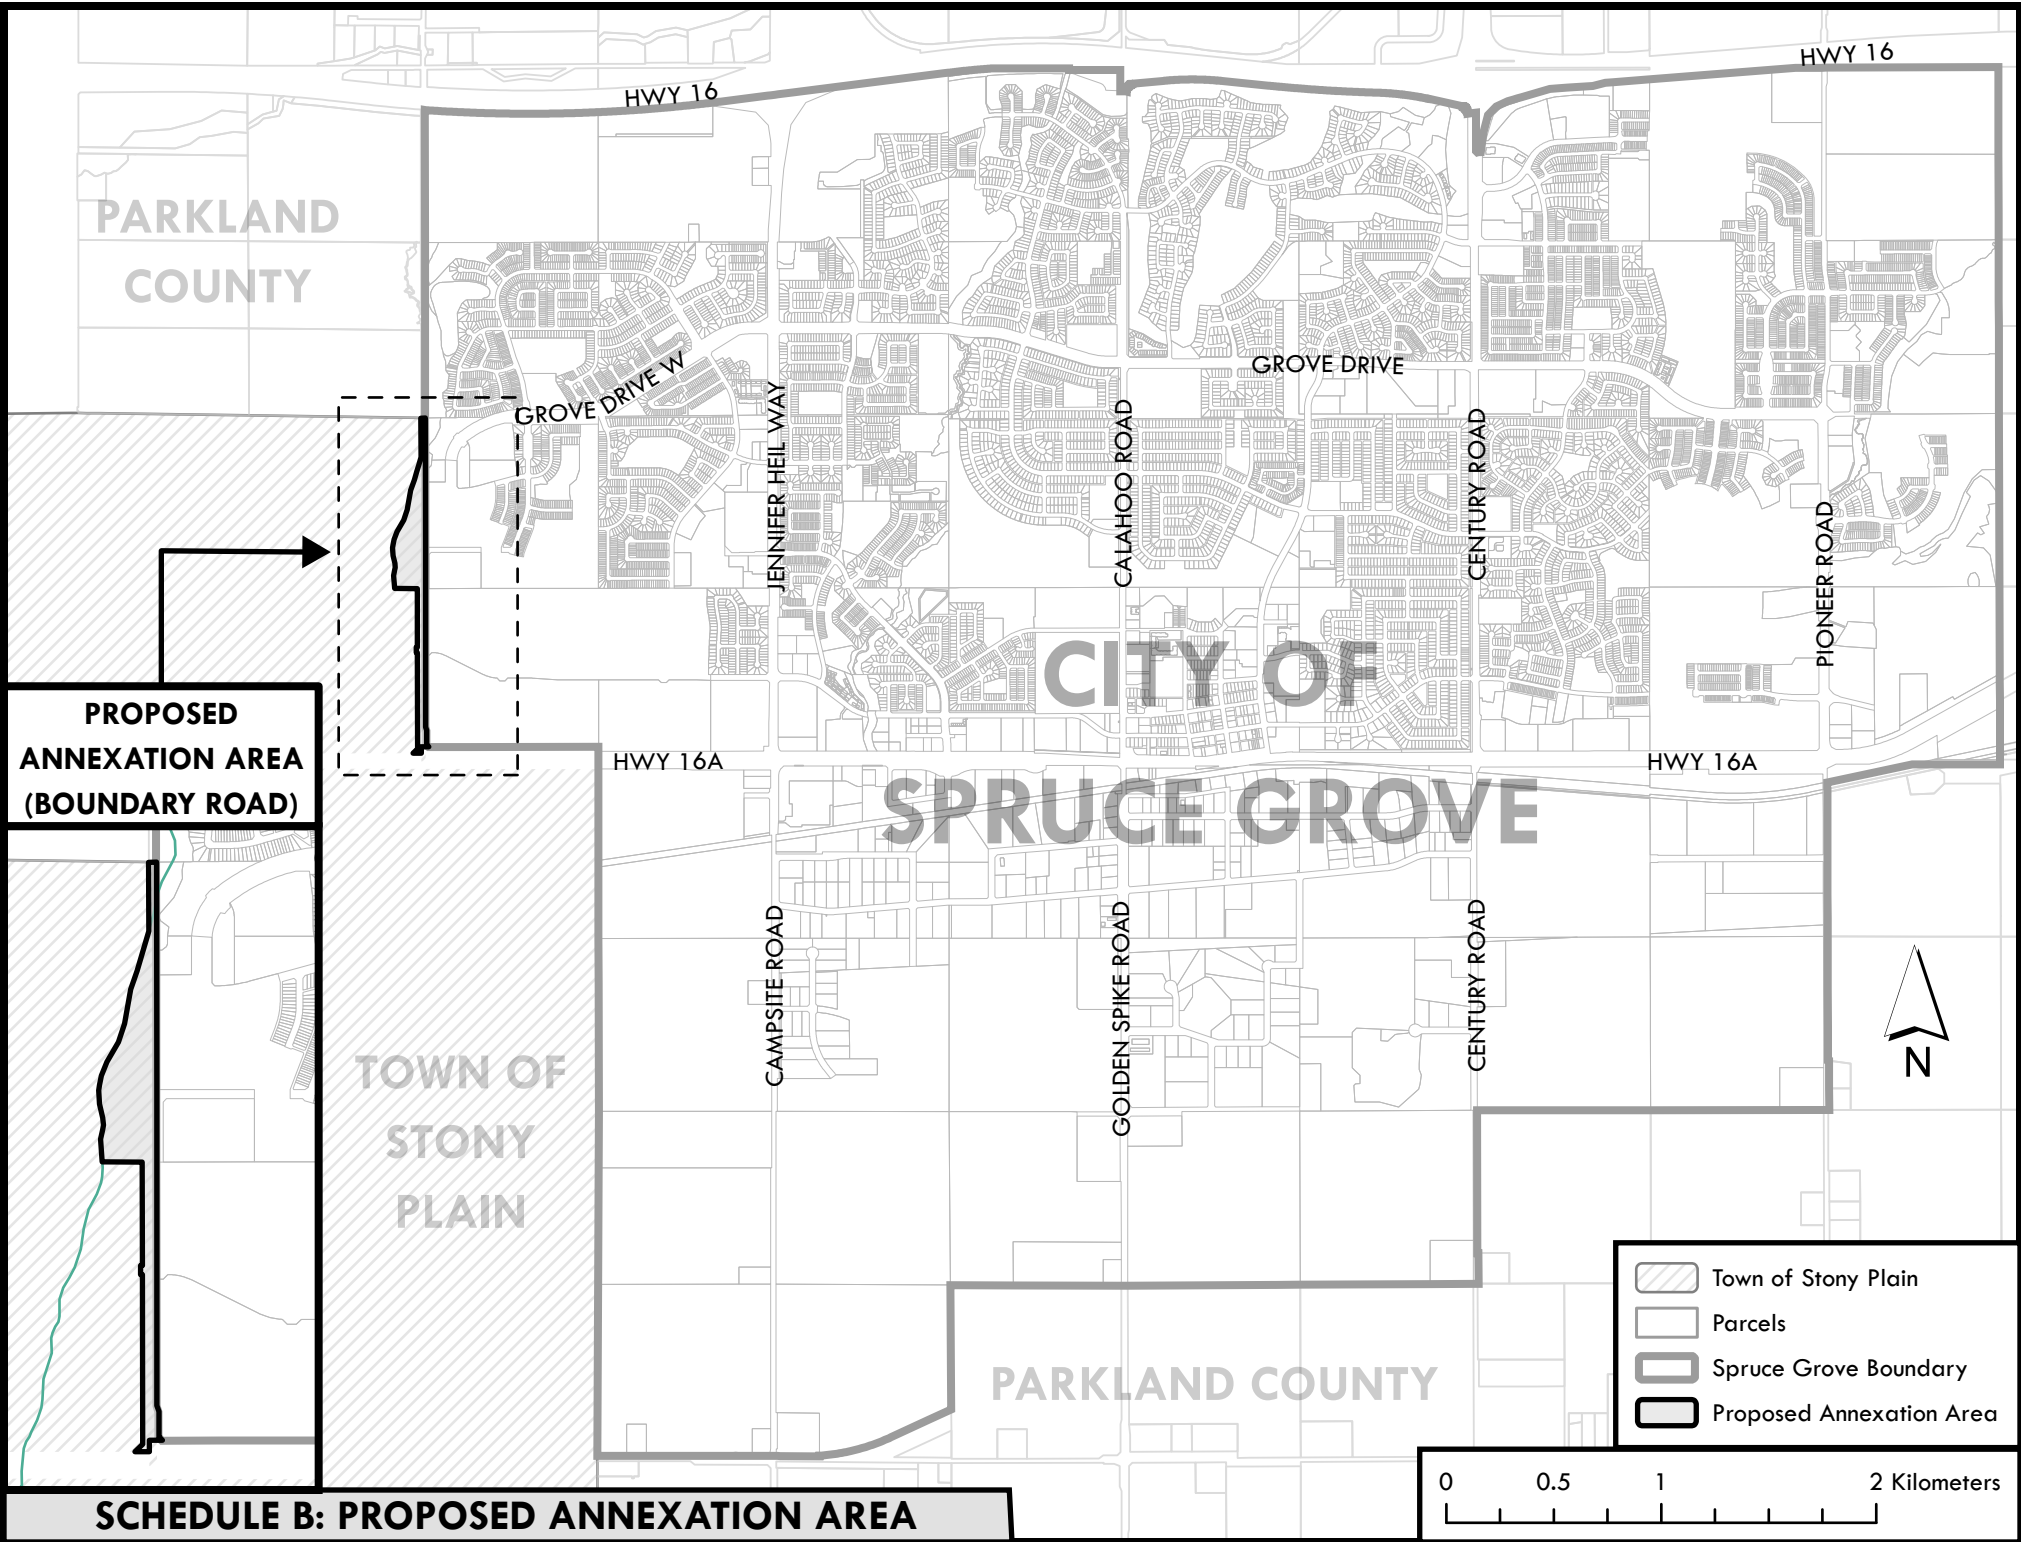 HWY 16
HWY 16
PARKLAND
COUNTY
GROVE DRIVE W
GROVE DRIVE
JENNIFER HEIL WAY
CALAHOO ROAD
CENTURY ROAD
PIONEER ROAD
CITY OF
SPRUCE GROVE
PROPOSED
ANNEXATION AREA
(BOUNDARY ROAD)
HWY 16A
HWY 16A
CAMPSITE ROAD
GOLDEN SPIKE ROAD
CENTURY ROAD
TOWN OF
STONY
PLAIN
N
PARKLAND COUNTY
Town of Stony Plain
Parcels
Spruce Grove Boundary
Proposed Annexation Area
0 0.5 1 2 Kilometers
SCHEDULE B: PROPOSED ANNEXATION AREA